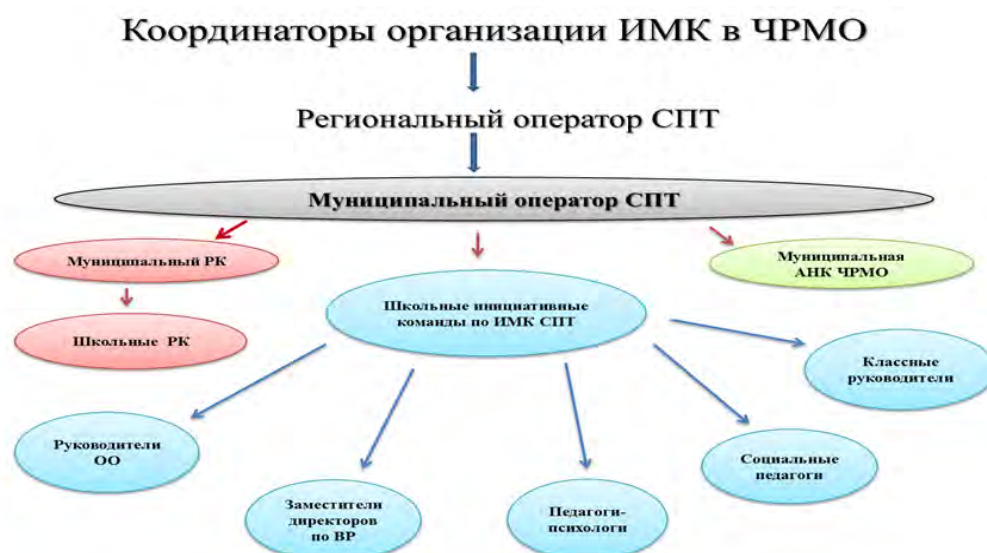 Координаторы организации ИМК в ЧРМО
Региональный оператор СПТ
Муниципальный оператор СПТ
Муниципальный РК
Муниципальная
АНК ЧРМО
Школьные инициативные
команды по ИМК СПТ
Школьные РК
Классные
руководители
Руководители
ОО
Социальные
педагоги
Заместители
директоров
по ВР
Педагоги-
психологи